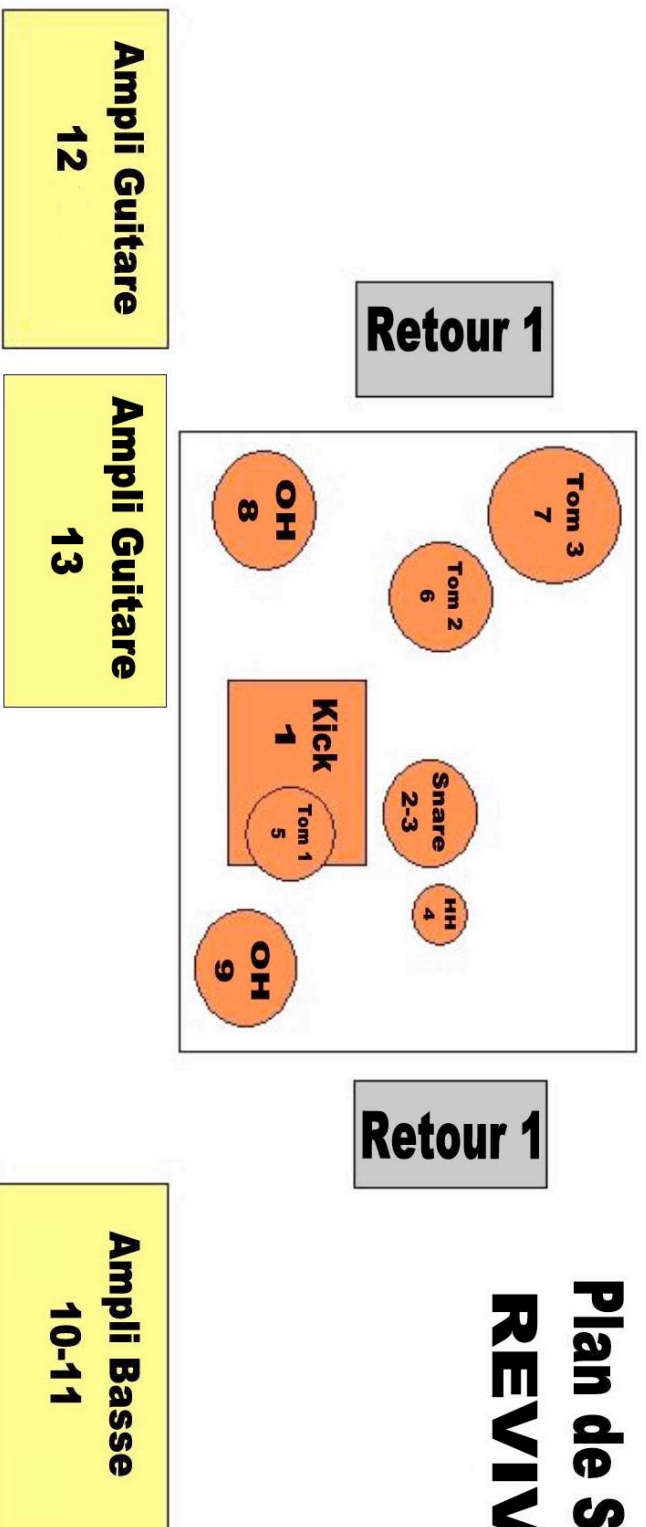 Plan de S
REVIV
Retour 1
Tom 3
7
Tom 2
6
Snare
2-3
HH
4
Retour 1
OH
8
Kick
1
Tom 1
5
OH
9
Ampli Guitare
12
Ampli Guitare
13
Ampli Basse
10-11